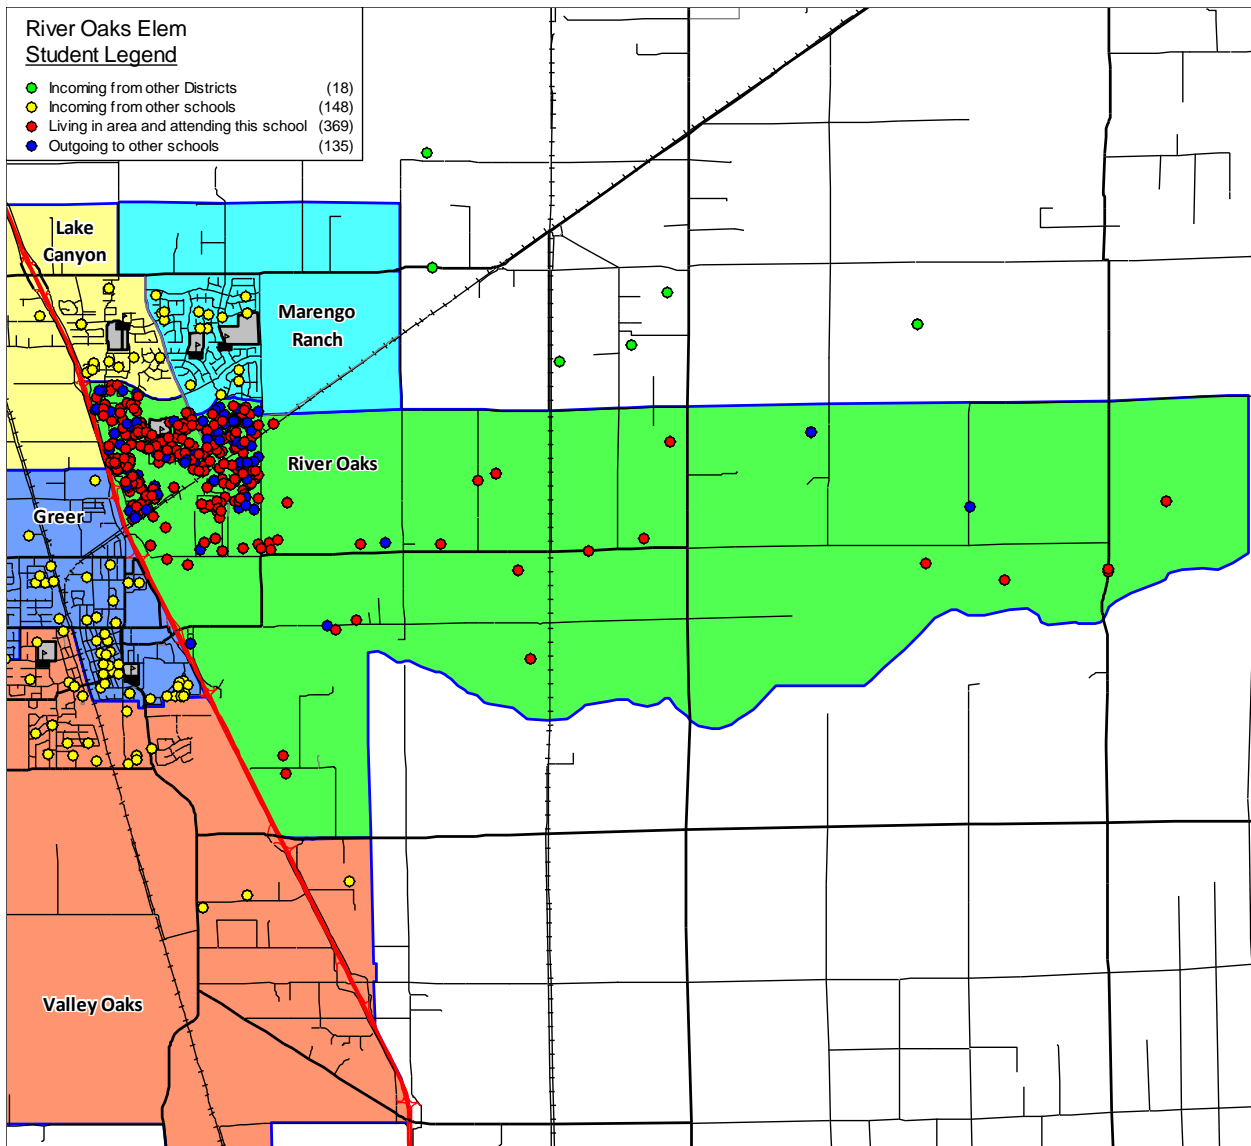 River Oaks Elem
Student Legend
Incoming from other Districts (18)
Incoming from other schools (148)
Living in area and attending this school (369)
Outgoing to other schools (135)
Lake
Canyon
Marengo
Ranch
River Oaks
Greer
Valley Oaks